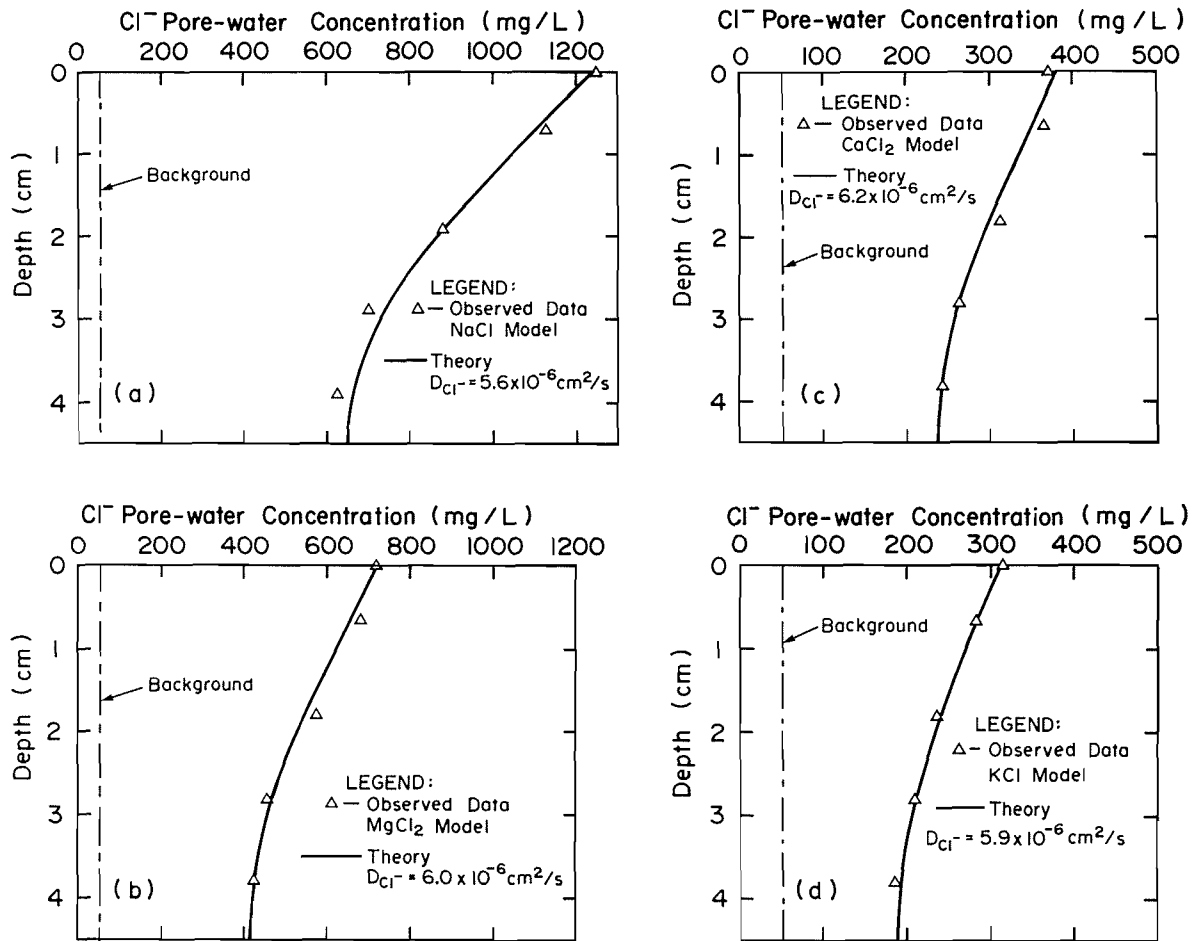 Cl⁻ Pore-water Concentration (mg/L)
0 200 400 600 800 1000 1200
0
1
2
3
4
Depth (cm)
Background
LEGEND:
△ — Observed Data
NaCl Model
— Theory
D_Cl⁻ = 5.6x10⁻⁶cm²/s
(a)
Cl⁻ Pore-water Concentration (mg/L)
0 100 200 300 400 500
0
1
2
3
4
Depth (cm)
LEGEND:
△ — Observed Data
CaCl₂ Model
— Theory
D_Cl⁻ = 6.2x10⁻⁶cm²/s
Background
(c)
Cl⁻ Pore-water Concentration (mg/L)
0 200 400 600 800 1000 1200
0
1
2
3
4
Depth (cm)
Background
LEGEND:
△ — Observed Data
MgCl₂ Model
— Theory
D_Cl⁻ = 6.0 x 10⁻⁶cm²/s
(b)
Cl⁻ Pore-water Concentration (mg/L)
0 100 200 300 400 500
0
1
2
3
4
Depth (cm)
Background
LEGEND:
△ — Observed Data
KCl Model
— Theory
D_Cl⁻ = 5.9x10⁻⁶cm²/s
(d)